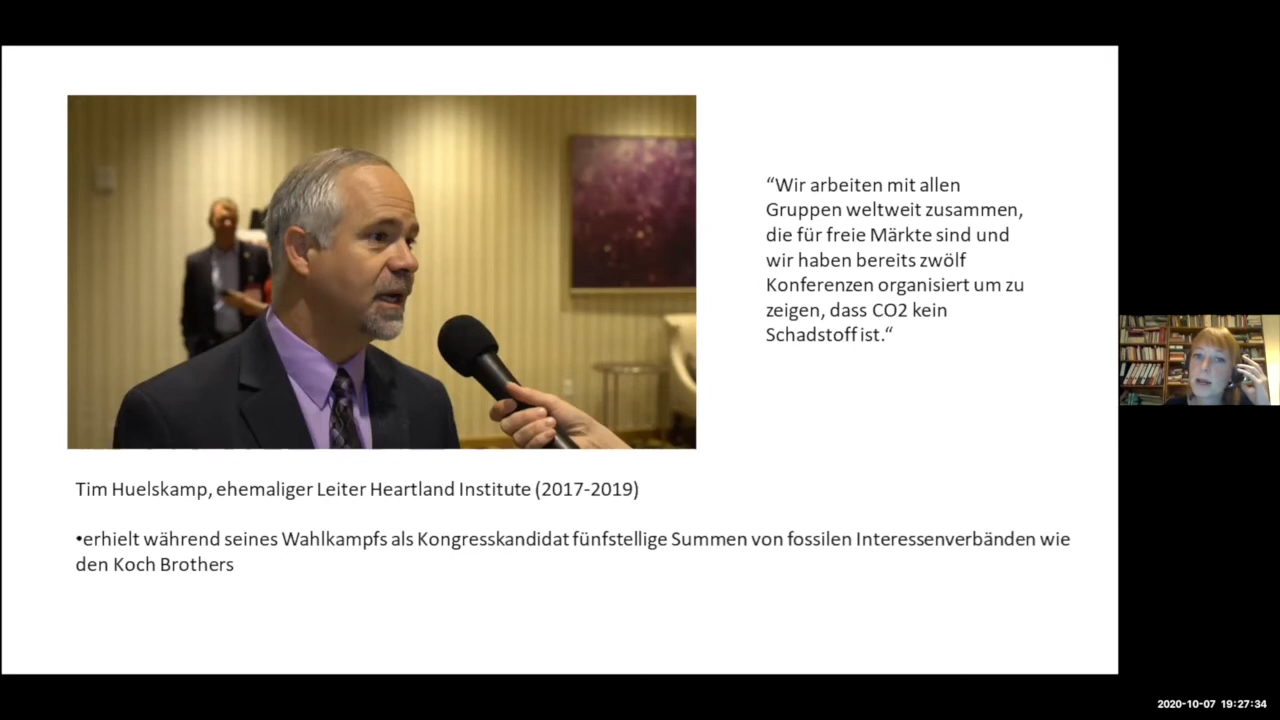 “Wir arbeiten mit allen
Gruppen weltweit zusammen,
die für freie Märkte sind und
wir haben bereits zwölf
Konferenzen organisiert um zu
zeigen, dass CO2 kein
Schadstoff ist.“
Tim Huelskamp, ehemaliger Leiter Heartland Institute (2017-2019)
•erhielt während seines Wahlkampfs als Kongresskandidat fünfstellige Summen von fossilen Interessenverbänden wie
den Koch Brothers
2020-10-07 19:27:34